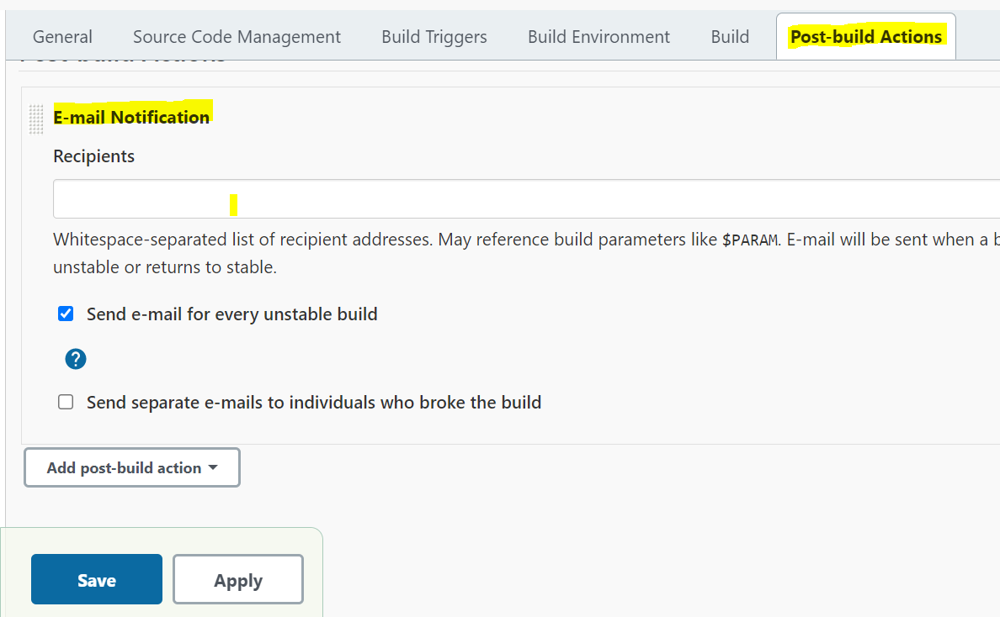 General Source Code Management Build Triggers Build Environment Build Post-build Actions
Post-build Actions
E-mail Notification
Recipients
Whitespace-separated list of recipient addresses. May reference build parameters like $PARAM. E-mail will be sent when a b
unstable or returns to stable.
Send e-mail for every unstable build
?
Send separate e-mails to individuals who broke the build
Add post-build action
Save Apply